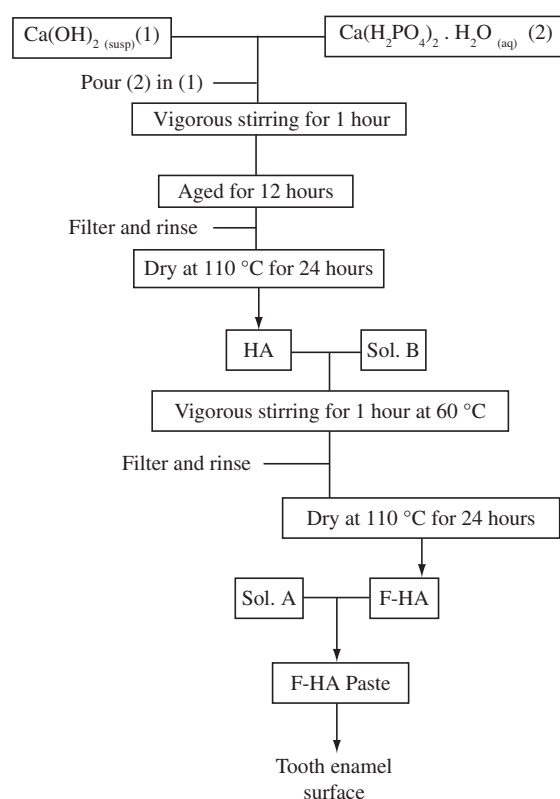 Ca(OH)₂ (susp)(1)
Ca(H₂PO₄)₂ . H₂O (aq) (2)
Pour (2) in (1)
Vigorous stirring for 1 hour
Aged for 12 hours
Filter and rinse
Dry at 110 °C for 24 hours
HA
Sol. B
Vigorous stirring for 1 hour at 60 °C
Filter and rinse
Dry at 110 °C for 24 hours
Sol. A
F-HA
F-HA Paste
Tooth enamel
surface